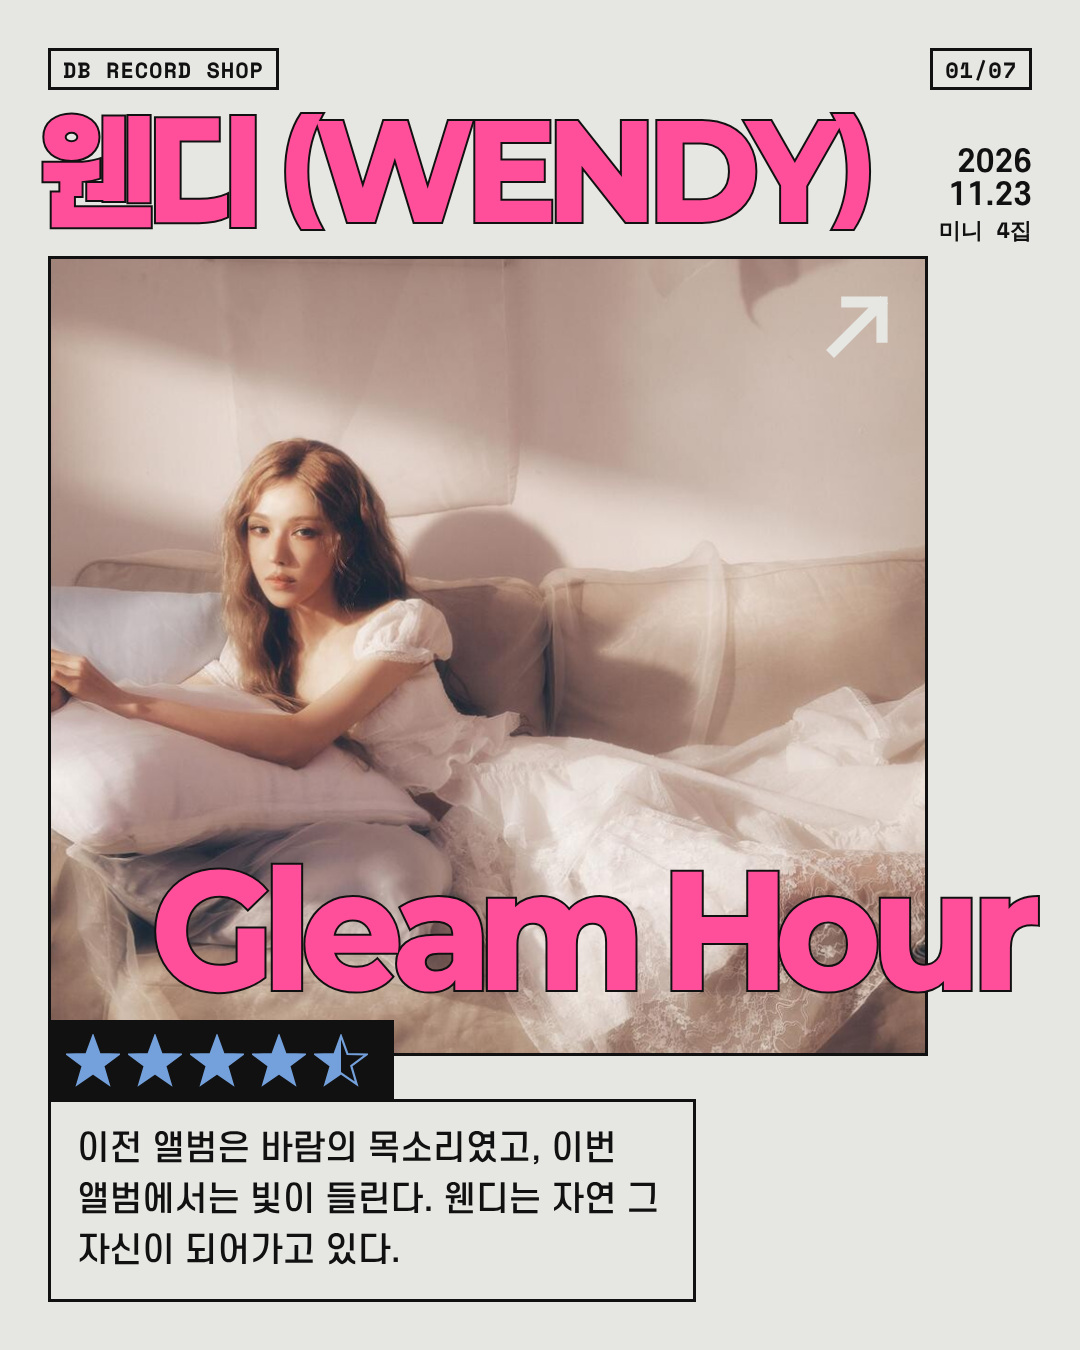 DB RECORD SHOP
01/07
웬디 (WENDY)
2026
11.23
미니 4집
Gleam Hour
이전 앨범은 바람의 목소리였고, 이번
앨범에서는 빛이 들린다. 웬디는 자연 그
자신이 되어가고 있다.